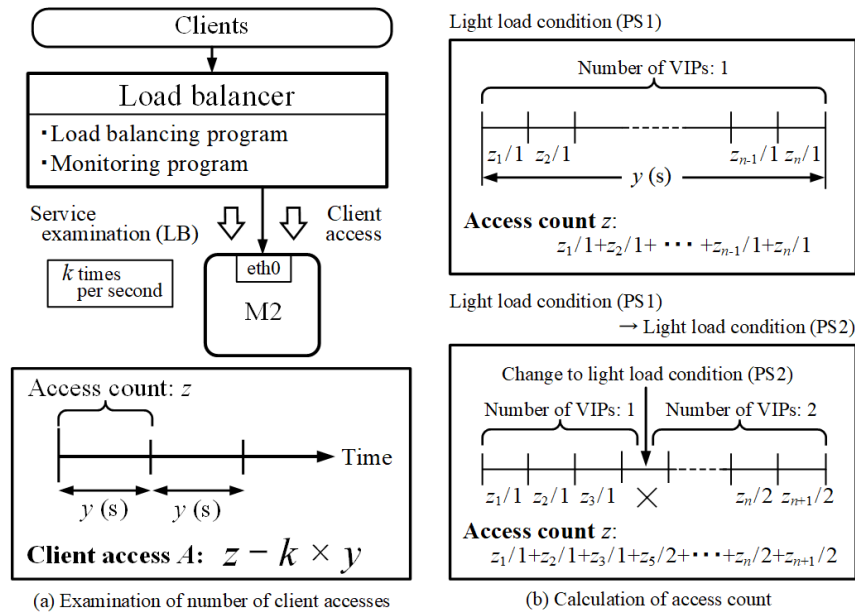 Clients
Load balancer
・Load balancing program
・Monitoring program
Service
examination (LB)
Client
access
k times
per second
eth0
M2
Access count: z
Time
y (s)
y (s)
Client access A: z − k × y
(a) Examination of number of client accesses
Light load condition (PS1)
Number of VIPs: 1
z₁/1 z₂/1 zₙ₋₁/1 zₙ/1
y (s)
Access count z:
z₁/1+z₂/1+ ・・・ +zₙ₋₁/1+zₙ/1
Light load condition (PS1)
→ Light load condition (PS2)
Change to light load condition (PS2)
Number of VIPs: 1 Number of VIPs: 2
z₁/1 z₂/1 z₃/1 × zₙ/2 zₙ₊₁/2
Access count z:
z₁/1+z₂/1+z₃/1+z₅/2+・・・+zₙ/2+zₙ₊₁/2
(b) Calculation of access count